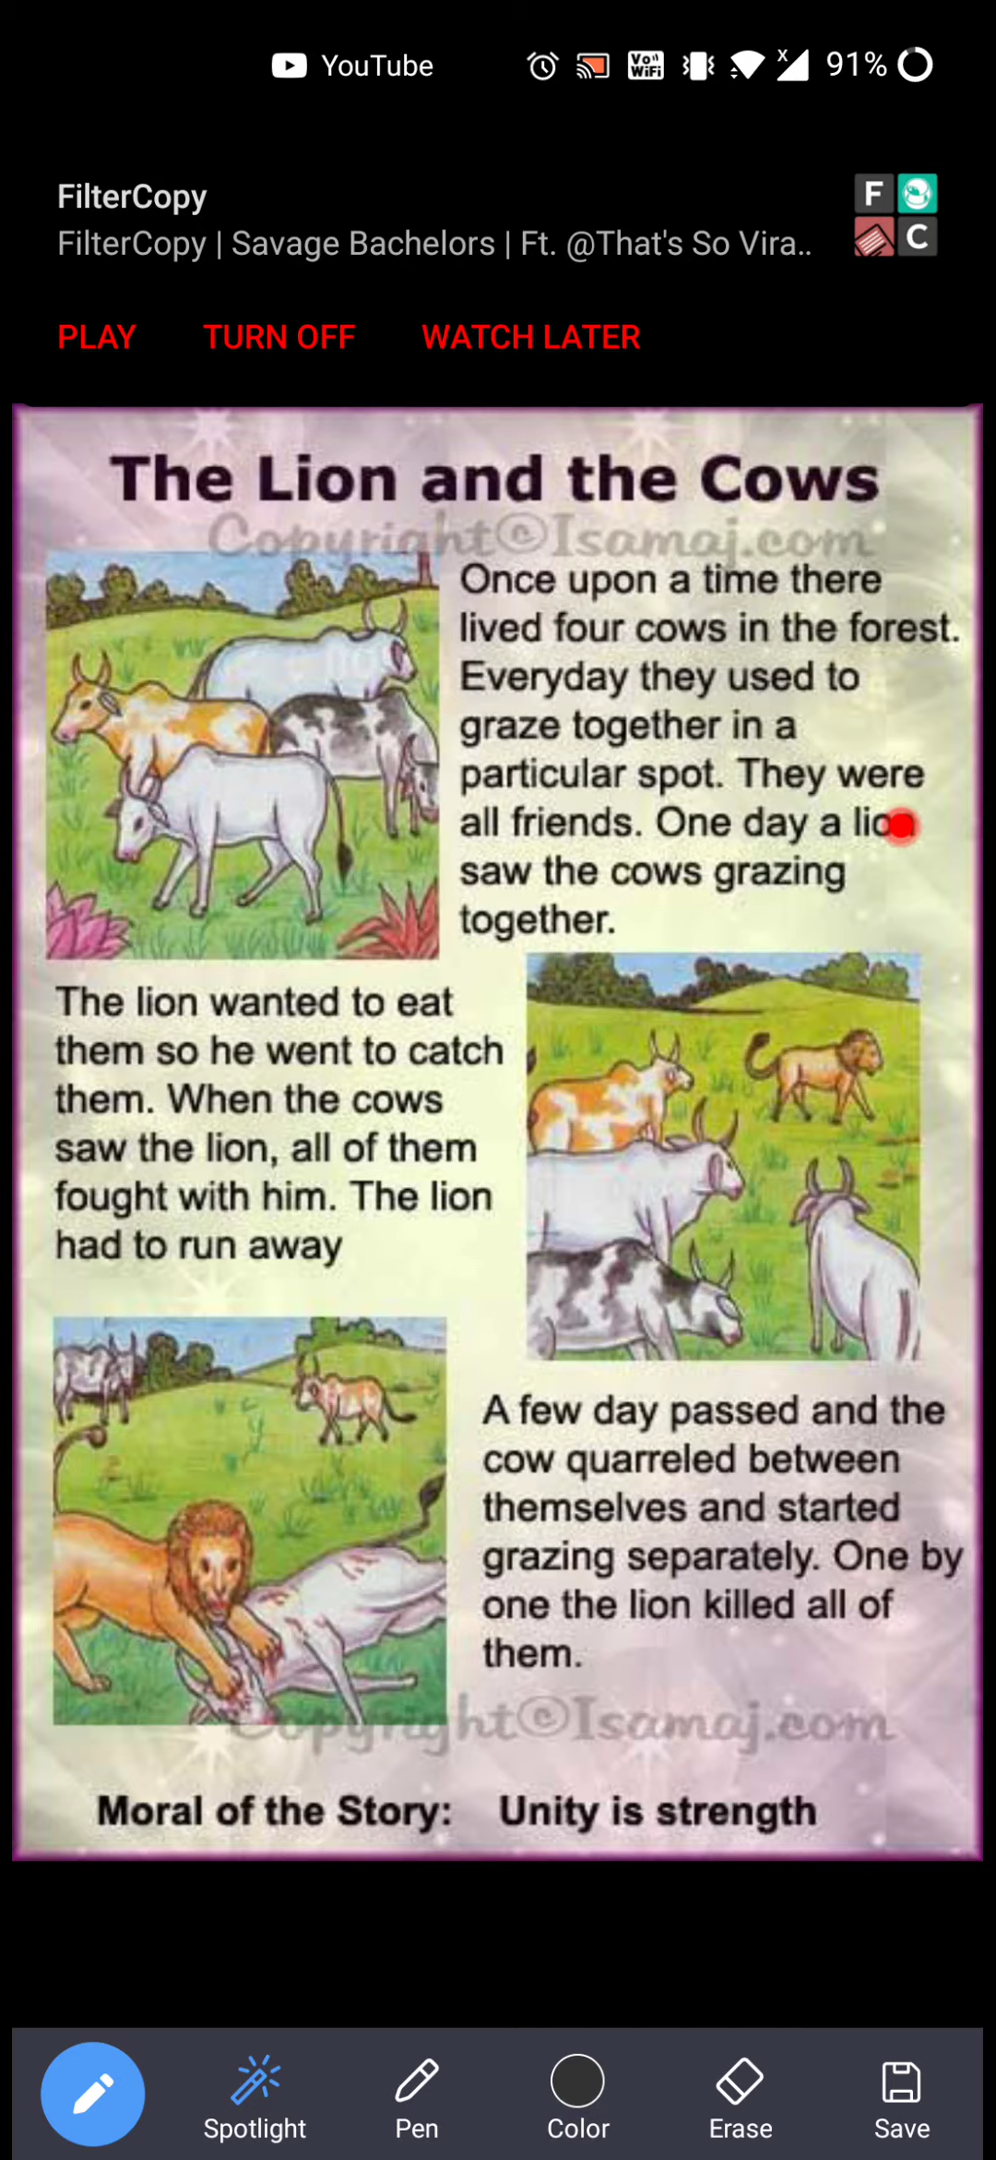 YouTube
Vo
WiFi
x
91%
FilterCopy
FilterCopy | Savage Bachelors | Ft. @That's So Vira..
F
C
PLAY TURN OFF WATCH LATER
The Lion and the Cows
Copyright©Isamaj.com
Once upon a time there
lived four cows in the forest.
Everyday they used to
graze together in a
particular spot. They were
all friends. One day a lion
saw the cows grazing
together.
The lion wanted to eat
them so he went to catch
them. When the cows
saw the lion, all of them
fought with him. The lion
had to run away
A few day passed and the
cow quarreled between
themselves and started
grazing separately. One by
one the lion killed all of
them.
Copyright©Isamaj.com
Moral of the Story: Unity is strength
Spotlight
Pen
Color
Erase
Save